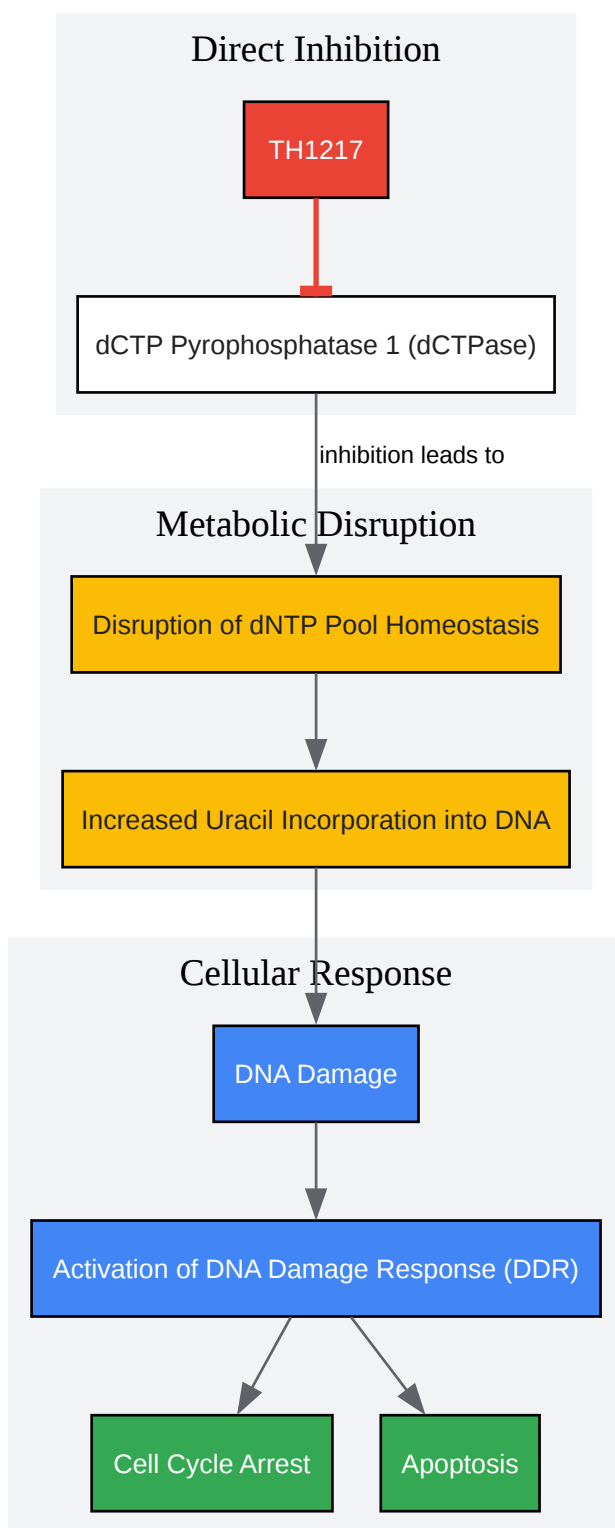 Direct Inhibition
TH1217
dCTP Pyrophosphatase 1 (dCTPase)
inhibition leads to
Metabolic Disruption
Disruption of dNTP Pool Homeostasis
Increased Uracil Incorporation into DNA
Cellular Response
DNA Damage
Activation of DNA Damage Response (DDR)
Cell Cycle Arrest
Apoptosis